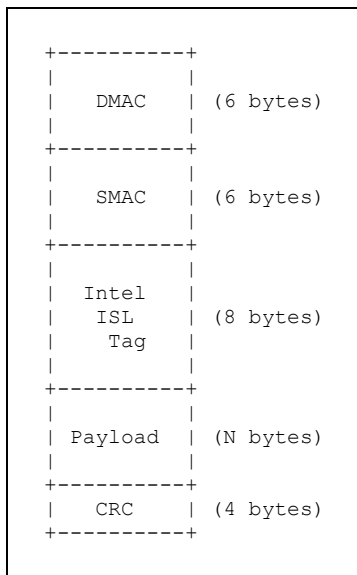 +----------+
|          |
|   DMAC   | (6 bytes)
|          |
+----------+
|          |
|   SMAC   | (6 bytes)
|          |
+----------+
|          |
|  Intel   |
|   ISL    | (8 bytes)
|    Tag   |
|          |
+----------+
|          |
| Payload  | (N bytes)
|          |
+----------+
|   CRC    | (4 bytes)
+----------+